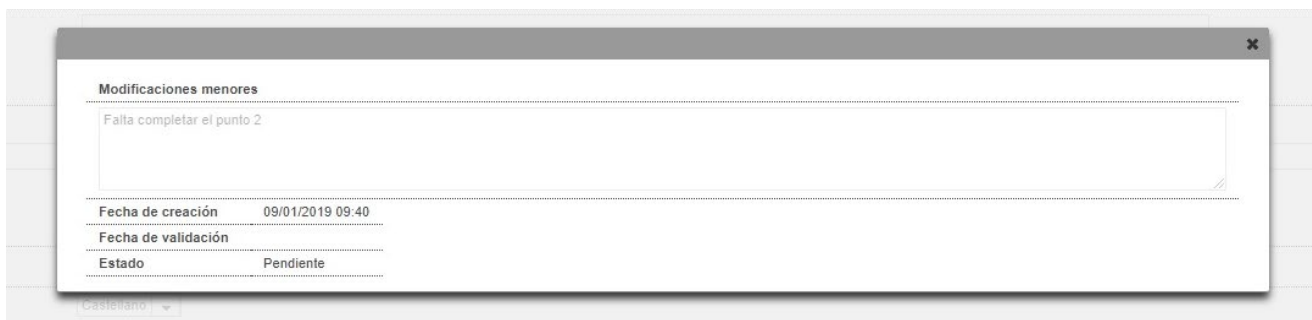 Modificaciones menores
Falta completar el punto 2
Fecha de creación 09/01/2019 09:40
Fecha de validación
Estado Pendiente
Castellano